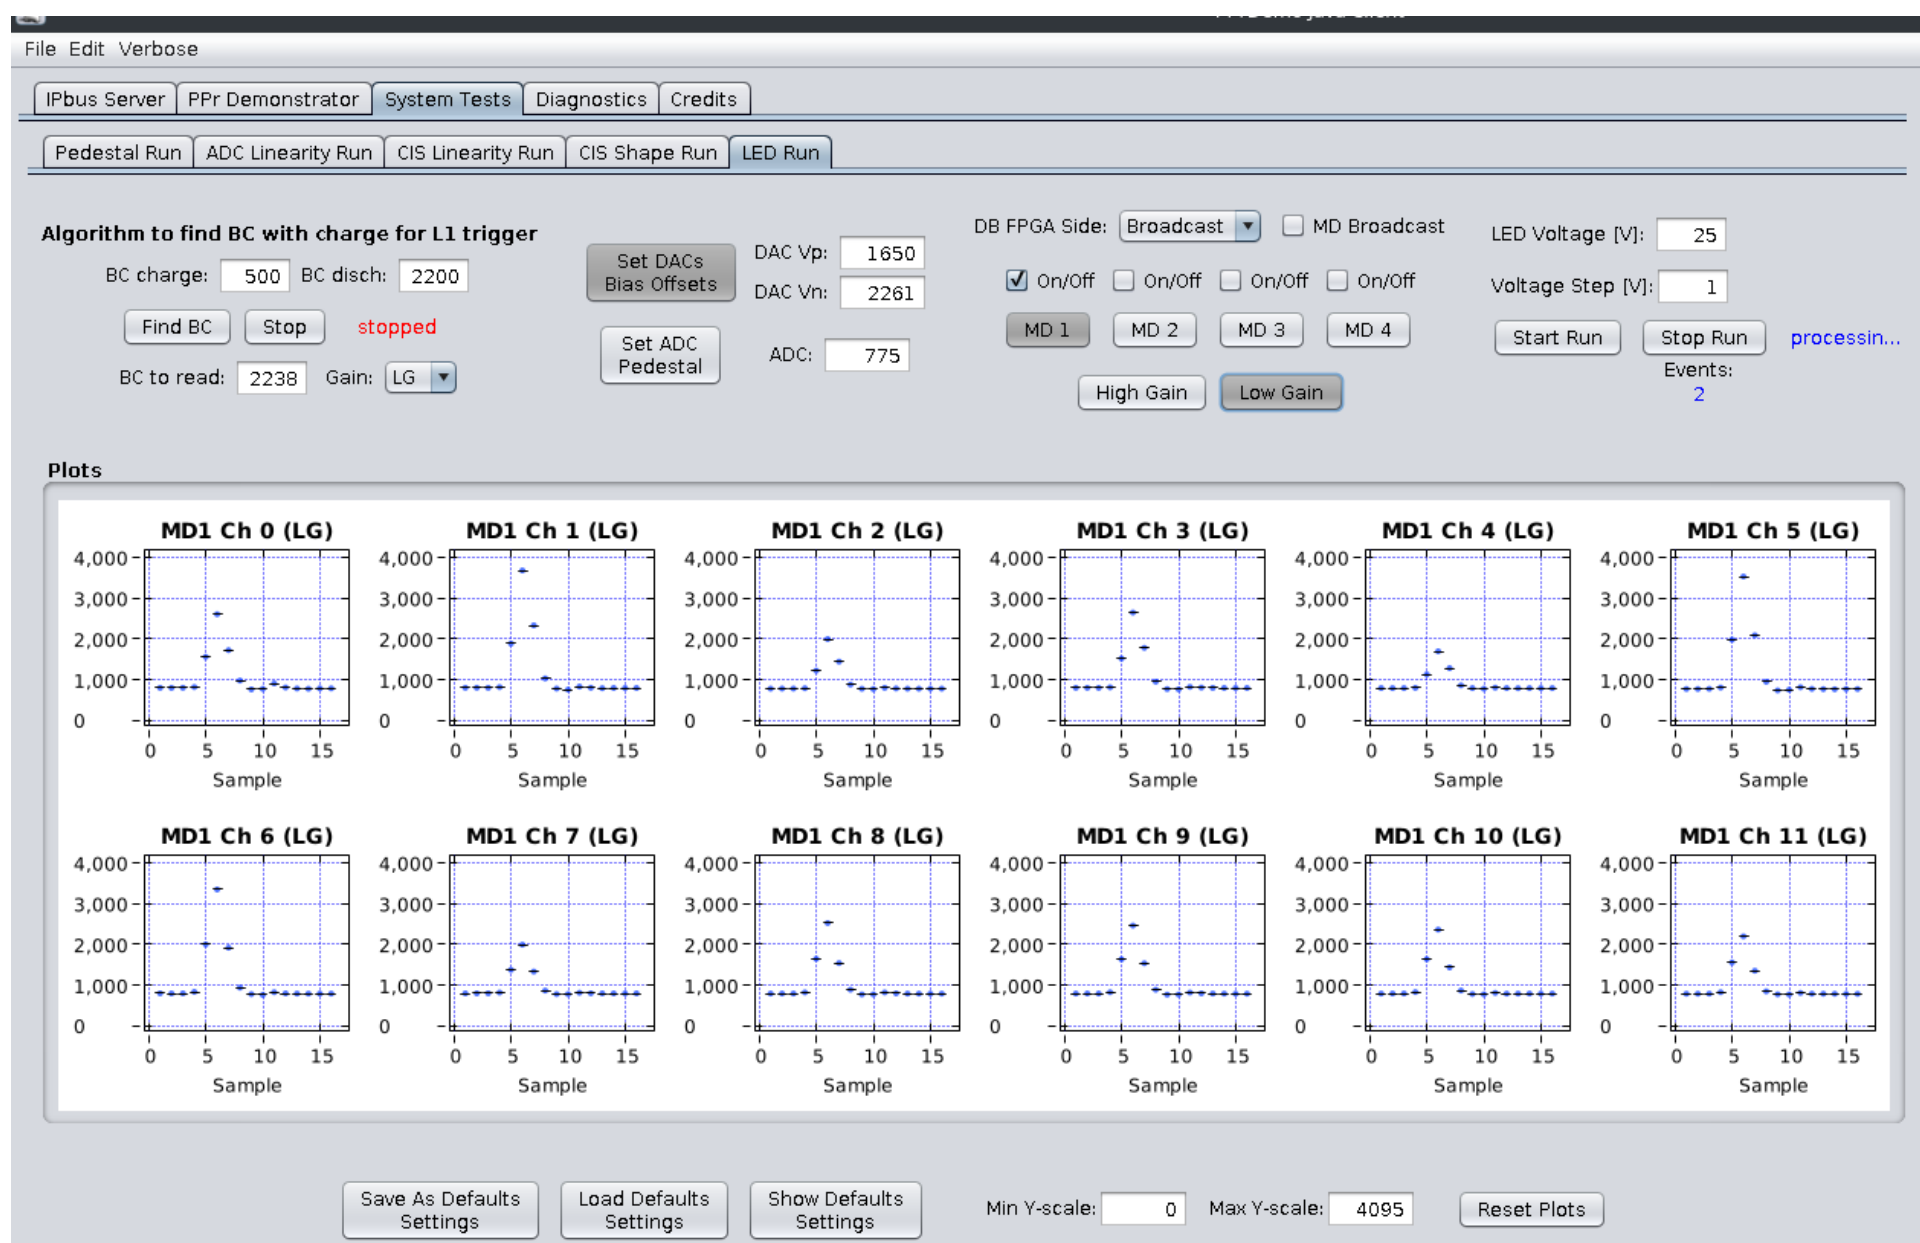 File Edit Verbose
IPbus Server PPr Demonstrator System Tests Diagnostics Credits
Pedestal Run ADC Linearity Run CIS Linearity Run CIS Shape Run LED Run
Algorithm to find BC with charge for L1 trigger
BC charge: 500 BC disch: 2200
Find BC Stop stopped
BC to read: 2238 Gain: LG
Set DACs
Bias Offsets
DAC Vp: 1650
DAC Vn: 2261
Set ADC
Pedestal
ADC: 775
DB FPGA Side: Broadcast MD Broadcast
On/Off On/Off On/Off On/Off
MD 1 MD 2 MD 3 MD 4
High Gain Low Gain
LED Voltage [V]: 25
Voltage Step [V]: 1
Start Run Stop Run processin...
Events:
2
Plots
MD1 Ch 0 (LG) MD1 Ch 1 (LG) MD1 Ch 2 (LG) MD1 Ch 3 (LG) MD1 Ch 4 (LG) MD1 Ch 5 (LG)
4,000 4,000 4,000 4,000 4,000 4,000
3,000 3,000 3,000 3,000 3,000 3,000
2,000 2,000 2,000 2,000 2,000 2,000
1,000 1,000 1,000 1,000 1,000 1,000
0 0 0 0 0 0
0 5 10 15 0 5 10 15 0 5 10 15 0 5 10 15 0 5 10 15 0 5 10 15
Sample Sample Sample Sample Sample Sample
MD1 Ch 6 (LG) MD1 Ch 7 (LG) MD1 Ch 8 (LG) MD1 Ch 9 (LG) MD1 Ch 10 (LG) MD1 Ch 11 (LG)
4,000 4,000 4,000 4,000 4,000 4,000
3,000 3,000 3,000 3,000 3,000 3,000
2,000 2,000 2,000 2,000 2,000 2,000
1,000 1,000 1,000 1,000 1,000 1,000
0 0 0 0 0 0
0 5 10 15 0 5 10 15 0 5 10 15 0 5 10 15 0 5 10 15 0 5 10 15
Sample Sample Sample Sample Sample Sample
Save As Defaults
Settings
Load Defaults
Settings
Show Defaults
Settings
Min Y-scale: 0 Max Y-scale: 4095 Reset Plots